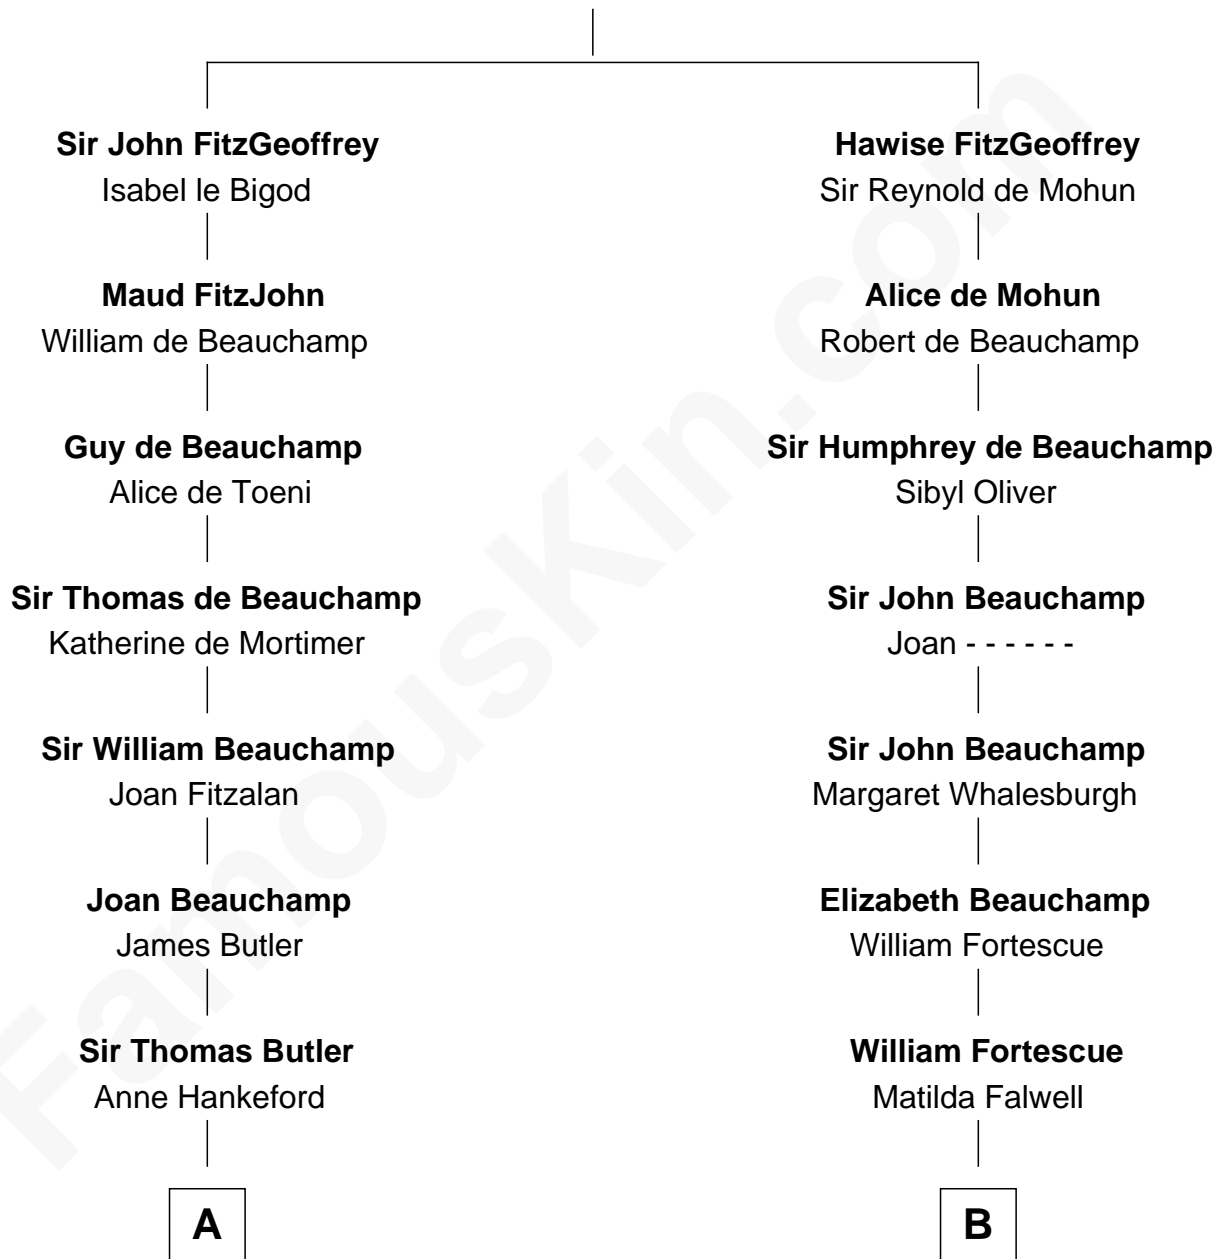 Sir John FitzGeoffrey
Isabel le Bigod
Maud FitzJohn
William de Beauchamp
Guy de Beauchamp
Alice de Toeni
Sir Thomas de Beauchamp
Katherine de Mortimer
Sir William Beauchamp
Joan Fitzalan
Joan Beauchamp
James Butler
Sir Thomas Butler
Anne Hankeford
A
Hawise FitzGeoffrey
Sir Reynold de Mohun
Alice de Mohun
Robert de Beauchamp
Sir Humphrey de Beauchamp
Sibyl Oliver
Sir John Beauchamp
Joan - - - - - -
Sir John Beauchamp
Margaret Whalesburgh
Elizabeth Beauchamp
William Fortescue
William Fortescue
Matilda Falwell
B
FamousKin.com